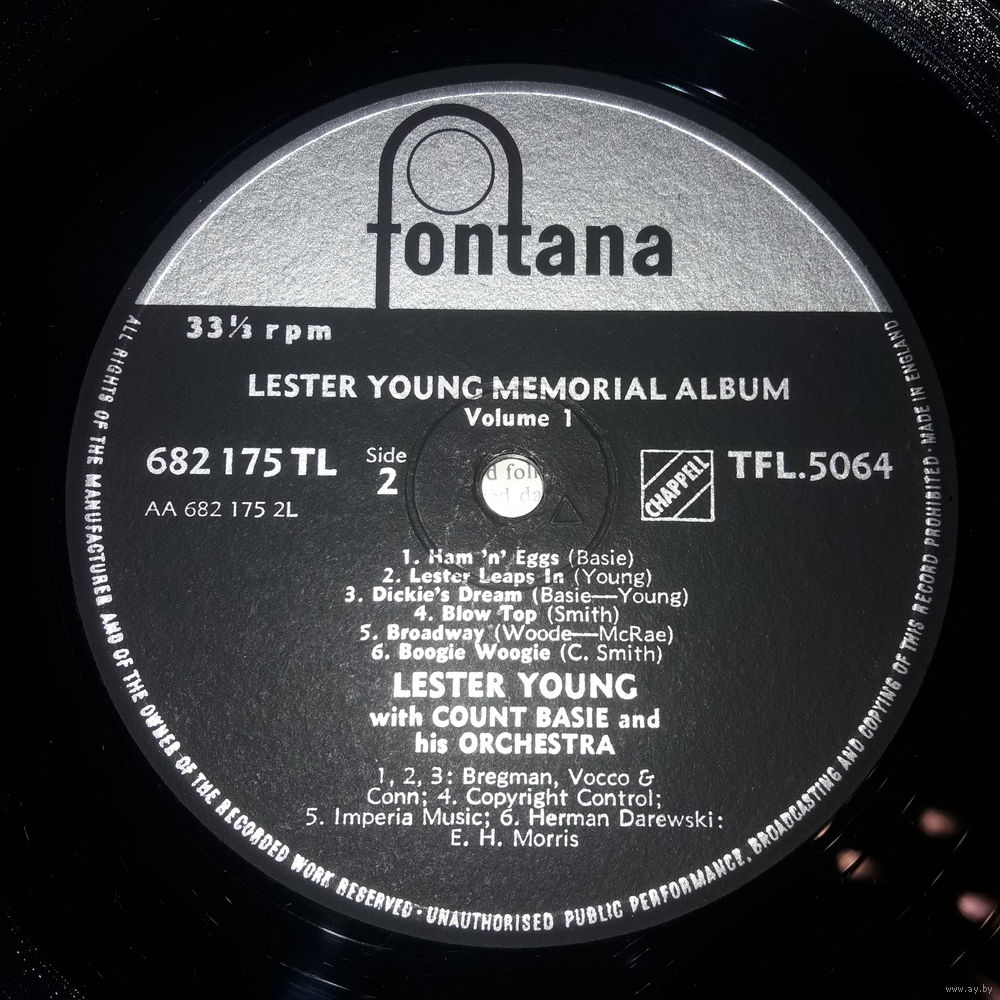 fontana
33⅓ rpm
LESTER YOUNG MEMORIAL ALBUM
Volume 1
682 175 TL
Side
2
CHAPPELL
TFL.5064
AA 682 175 2L
1. Ham 'n' Eggs (Basie)
2. Lester Leaps In (Young)
3. Dickie's Dream (Basie—Young)
4. Blow Top (Smith)
5. Broadway (Woode—McRae)
6. Boogie Woogie (C. Smith)
LESTER YOUNG
with COUNT BASIE and
his ORCHESTRA
1, 2, 3: Bregman, Vocco &
Conn; 4. Copyright Control;
5. Imperia Music; 6. Herman Darewski:
E. H. Morris
ALL RIGHTS OF THE MANUFACTURER AND OF THE OWNER OF THE RECORDED WORK RESERVED · UNAUTHORISED PUBLIC PERFORMANCE, BROADCASTING AND COPYING OF THIS RECORD PROHIBITED · MADE IN ENGLAND
www.ay.by